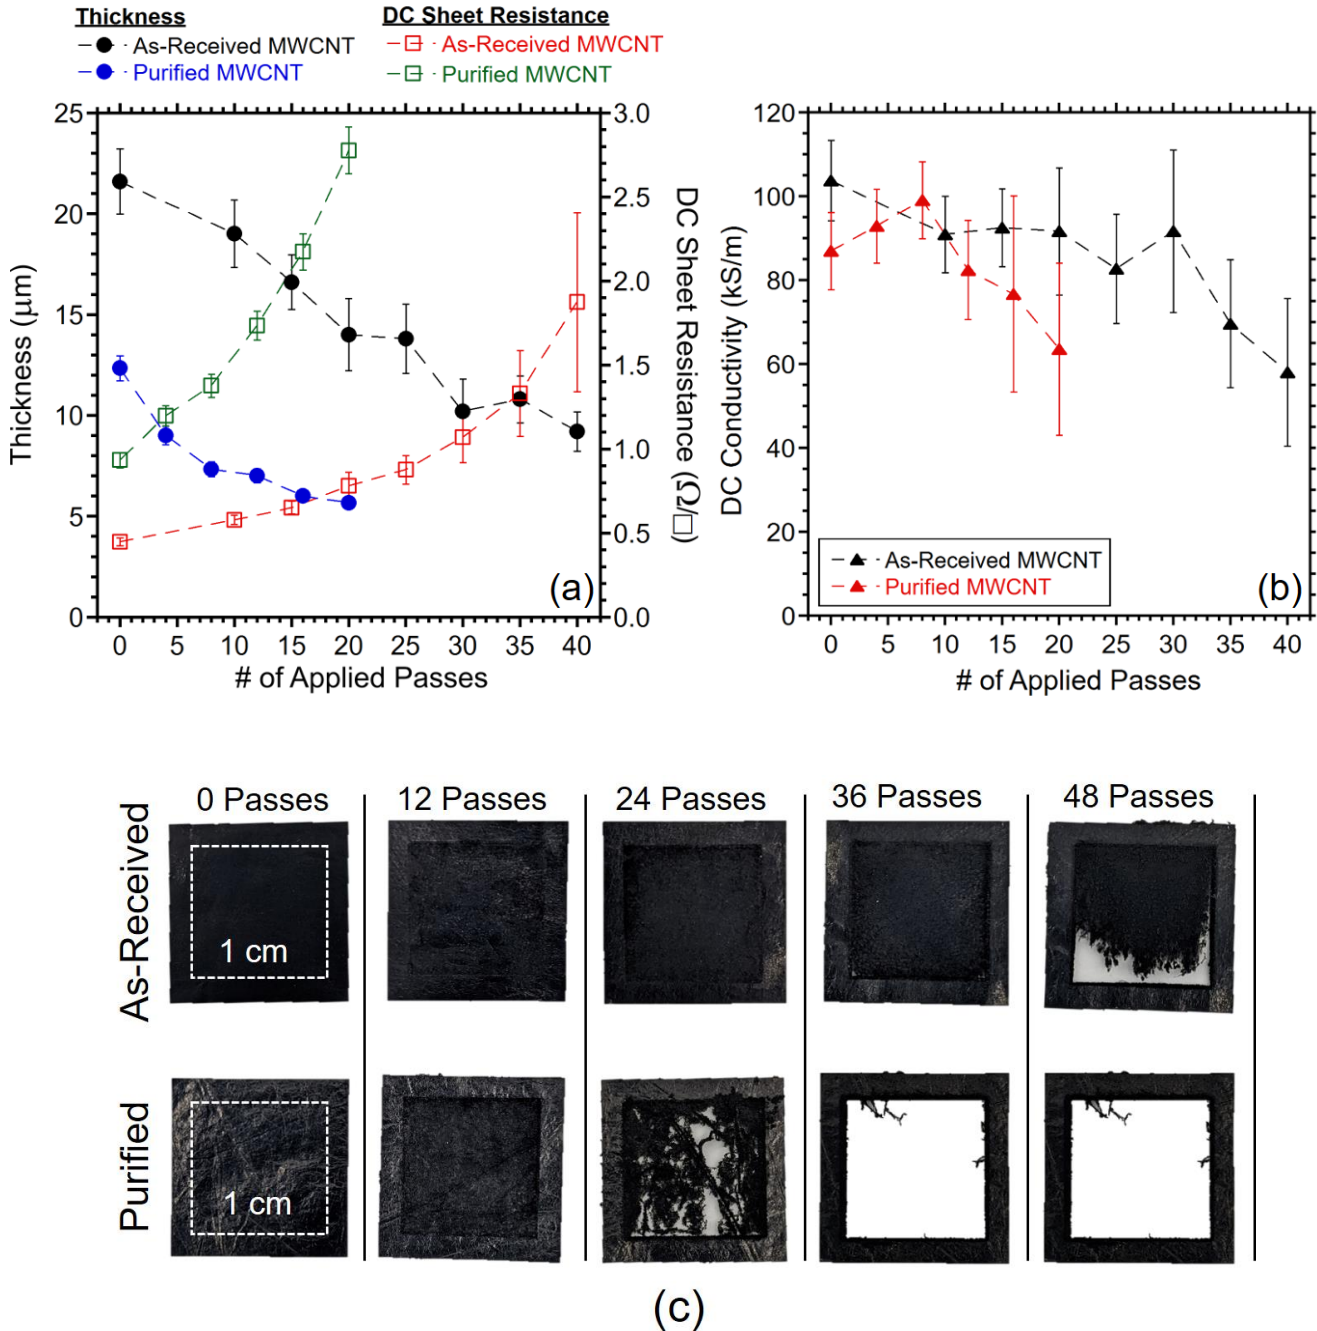 Thickness DC Sheet Resistance
As-Received MWCNT As-Received MWCNT
Purified MWCNT Purified MWCNT
25 3.0
20 2.5
2.0
15
1.5
10
1.0
5 0.5
0 0.0
Thickness (μm)
DC Sheet Resistance (Ω/□)
(a)
0 5 10 15 20 25 30 35 40
# of Applied Passes
120
100
80
60
40
20
0
DC Conductivity (kS/m)
As-Received MWCNT
Purified MWCNT
(b)
0 5 10 15 20 25 30 35 40
# of Applied Passes
0 Passes 12 Passes 24 Passes 36 Passes 48 Passes
As-Received
1 cm
Purified
1 cm
(c)